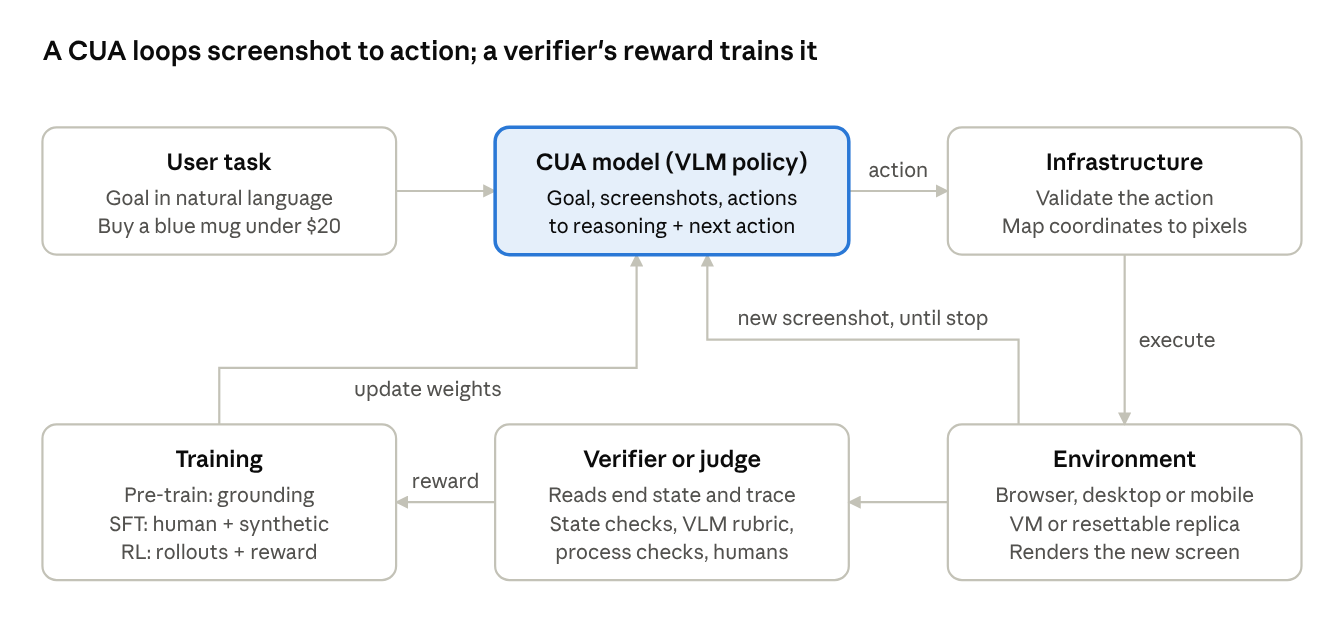 A CUA loops screenshot to action; a verifier's reward trains it
User task
Goal in natural language
Buy a blue mug under $20
CUA model (VLM policy)
Goal, screenshots, actions
to reasoning + next action
action
Infrastructure
Validate the action
Map coordinates to pixels
new screenshot, until stop
execute
update weights
Training
Pre-train: grounding
SFT: human + synthetic
RL: rollouts + reward
reward
Verifier or judge
Reads end state and trace
State checks, VLM rubric,
process checks, humans
Environment
Browser, desktop or mobile
VM or resettable replica
Renders the new screen